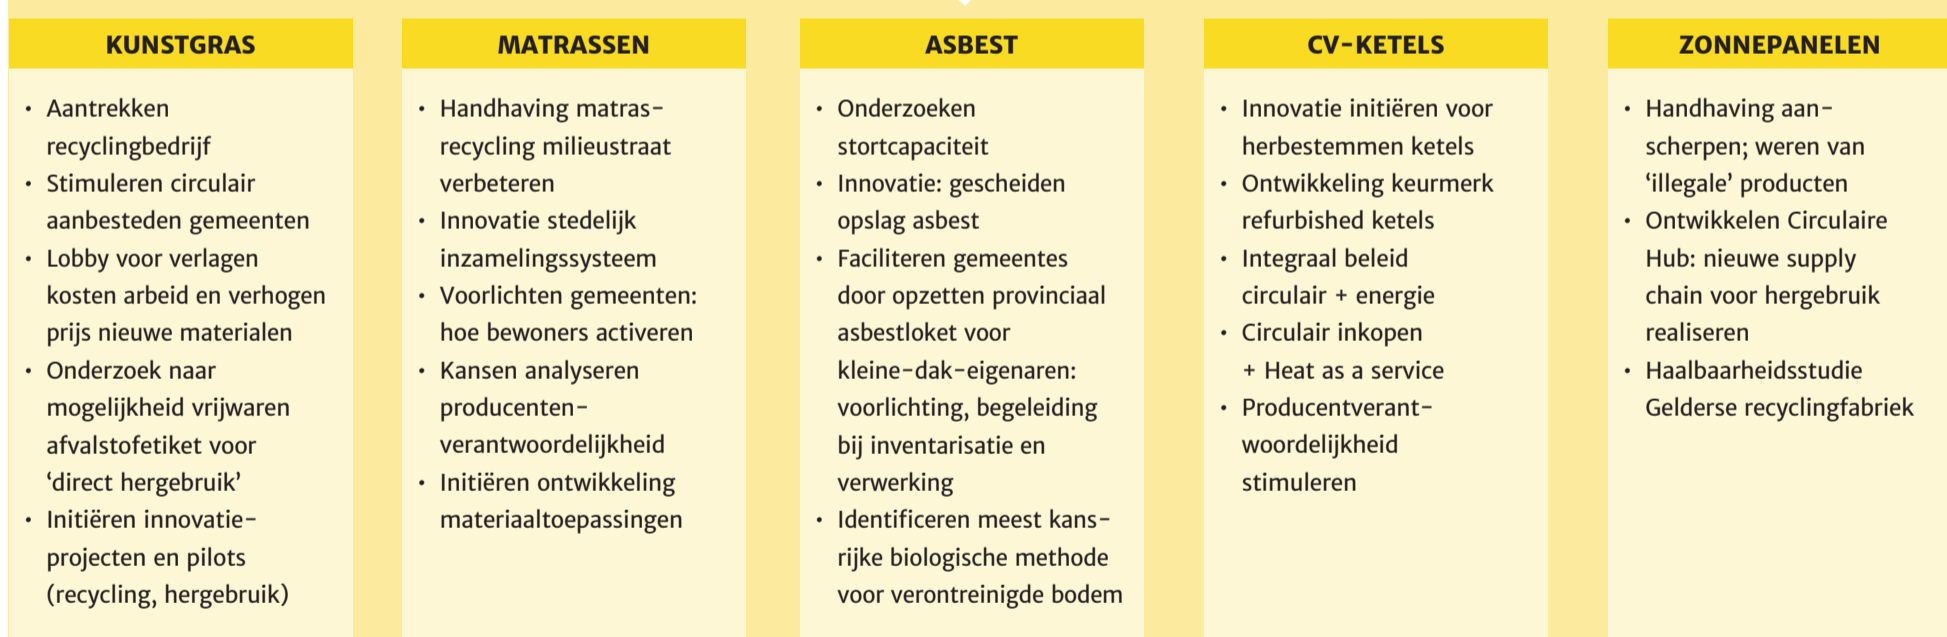 KUNSTGRAS
• Aantrekken
recyclingbedrijf
• Stimuleren circulair
aanbesteden gemeenten
• Lobby voor verlagen
kosten arbeid en verhogen
prijs nieuwe materialen
• Onderzoek naar
mogelijkheid vrijwaren
afvalstofetiket voor
‘direct hergebruik’
• Initiëren innovatie-
projecten en pilots
(recycling, hergebruik)
MATRASSEN
• Handhaving matras-
recycling milieustraat
verbeteren
• Innovatie stedelijk
inzamelingssysteem
• Voorlichten gemeenten:
hoe bewoners activeren
• Kansen analyseren
producenten-
verantwoordelijkheid
• Initiëren ontwikkeling
materiaaltoepassingen
ASBEST
• Onderzoeken
stortcapaciteit
• Innovatie: gescheiden
opslag asbest
• Faciliteren gemeentes
door opzetten provinciaal
asbestloket voor
kleine-dak-eigenaren:
voorlichting, begeleiding
bij inventarisatie en
verwerking
• Identificeren meest kans-
rijke biologische methode
voor verontreinigde bodem
CV-KETELS
• Innovatie initiëren voor
herbestemmen ketels
• Ontwikkeling keurmerk
refurbished ketels
• Integraal beleid
circulair + energie
• Circulair inkopen
+ Heat as a service
• Producentverant-
woordelijkheid
stimuleren
ZONNEPANELEN
• Handhaving aan-
scherpen; weren van
‘illegale’ producten
• Ontwikkelen Circulaire
Hub: nieuwe supply
chain voor hergebruik
realiseren
• Haalbaarheidsstudie
Gelderse recyclingfabriek